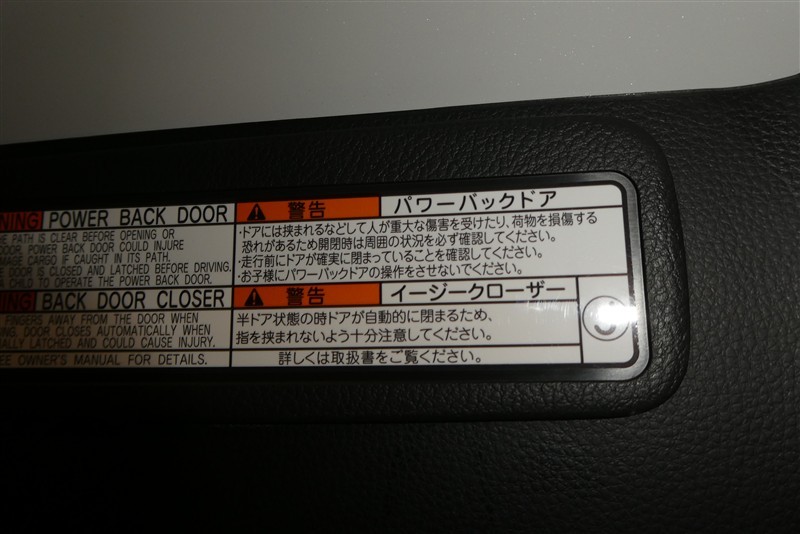 NING POWER BACK DOOR
HE PATH IS CLEAR BEFORE OPENING OR
DOOR. POWER BACK DOOR COULD INJURE
AGE CARGO IF CAUGHT IN ITS PATH.
E DOOR IS CLOSED AND LATCHED BEFORE DRIVING.
CHILD TO OPERATE THE POWER BACK DOOR.
警告 パワーバックドア
・ドアには挟まれるなどして人が重大な傷害を受けたり、荷物を損傷する
恐れがあるため開閉時は周囲の状況を必ず確認してください。
・走行前にドアが確実に閉まっていることを確認してください。
・お子様にパワーバックドアの操作をさせないでください。
NING BACK DOOR CLOSER
INGERS AWAY FROM THE DOOR WHEN
ING. DOOR CLOSES AUTOMATICALLY WHEN
ALLY LATCHED AND COULD CAUSE INJURY.
EE OWNER'S MANUAL FOR DETAILS.
警告 イージークローザー
半ドア状態の時ドアが自動的に閉まるため、
指を挟まれないよう十分注意してください。
詳しくは取扱書をご覧ください。